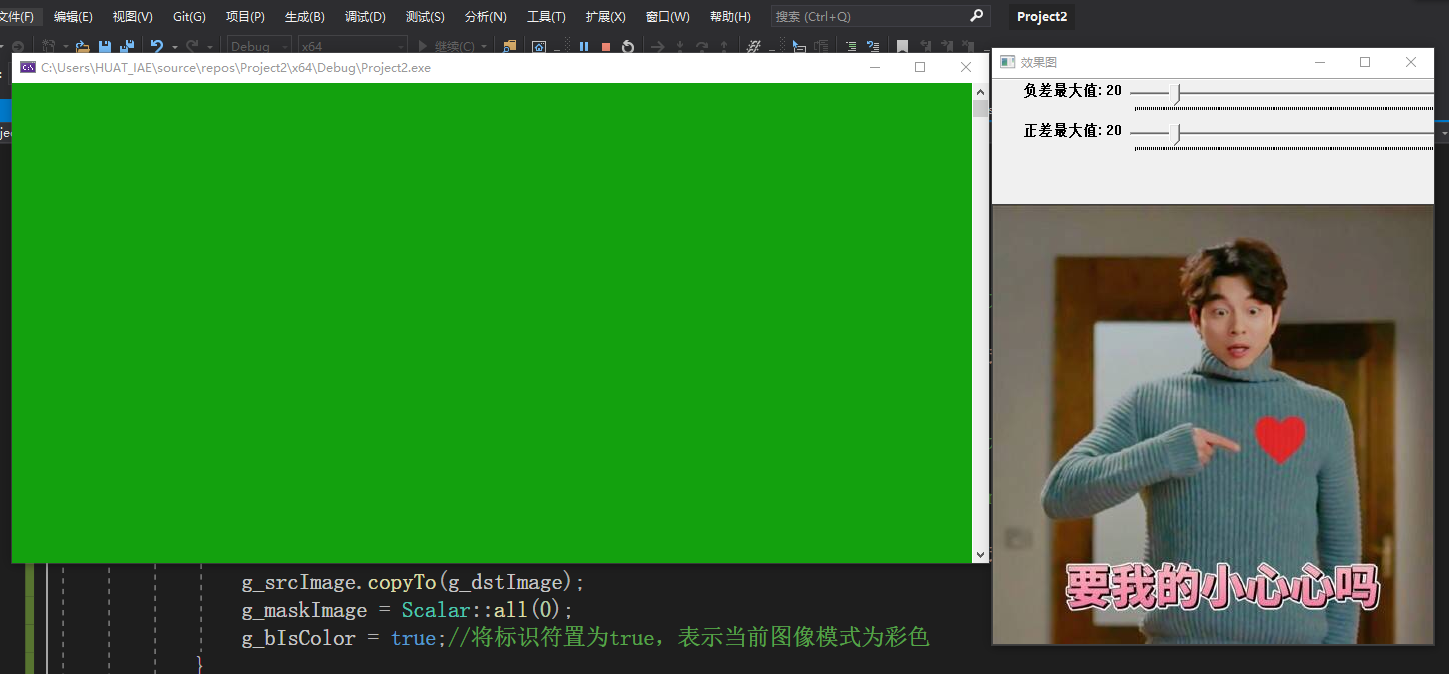 文件(F) 编辑(E) 视图(V) Git(G) 项目(P) 生成(B) 调试(D) 测试(S) 分析(N) 工具(T) 扩展(X) 窗口(W) 帮助(H) 搜索 (Ctrl+Q) Project2
Debug x64 继续(C)
C:\Users\HUAT_IAE\source\repos\Project2\x64\Debug\Project2.exe
效果图
负差最大值: 20
正差最大值: 20
要我的小心心吗
g_srcImage.copyTo(g_dstImage);
g_maskImage = Scalar::all(0);
g_bIsColor = true;//将标识符置为true，表示当前图像模式为彩色
}